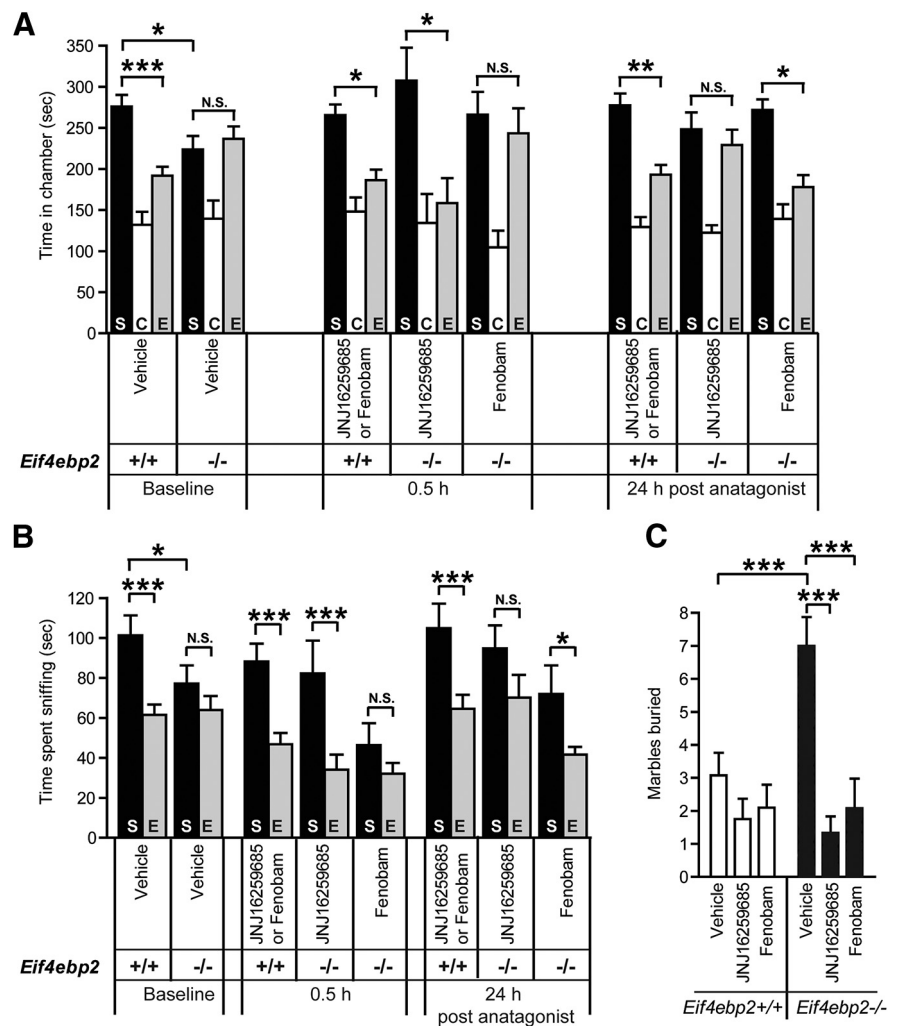 A
Time in chamber (sec)
350
300
250
200
150
100
50
0
*
***
N.S.
*
*
N.S.
**
N.S.
*
S C E S C E S C E S C E S C E S C E S C E S C E
Vehicle
Vehicle
JNJ16259685
or Fenobam
JNJ16259685
Fenobam
JNJ16259685
or Fenobam
JNJ16259685
Fenobam
Eif4ebp2 +/+ -/- +/+ -/- -/- +/+ -/- -/-
Baseline 0.5 h 24 h post anatagonist
B
Time spent sniffing (sec)
120
100
80
60
40
20
0
*
***
N.S.
***
***
N.S.
***
N.S.
*
S E S E S E S E S E S E S E S E
Vehicle
Vehicle
JNJ16259685
or Fenobam
JNJ16259685
Fenobam
JNJ16259685
or Fenobam
JNJ16259685
Fenobam
Eif4ebp2 +/+ -/- +/+ -/- -/- +/+ -/- -/-
Baseline 0.5 h 24 h
post anatagonist
C
Marbles buried
8
7
6
5
4
3
2
1
0
***
***
***
Vehicle
JNJ16259685
Fenobam
Vehicle
JNJ16259685
Fenobam
Eif4ebp2+/+ Eif4ebp2-/-